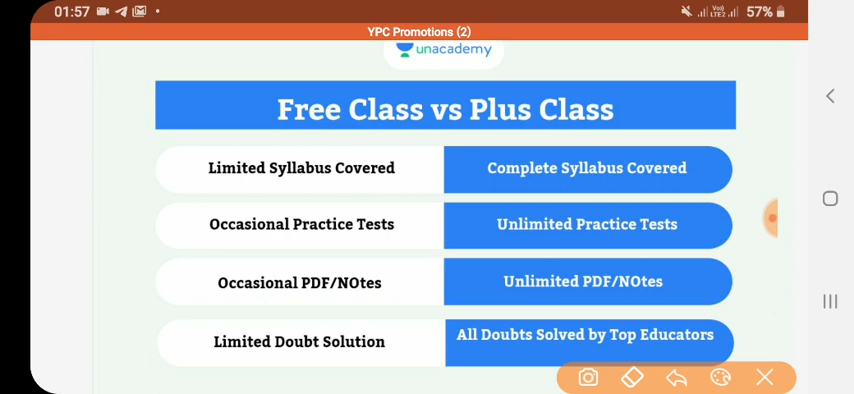 01:57
Vo)) LTE2 57%
YPC Promotions (2)
unacademy
Free Class vs Plus Class
Limited Syllabus Covered Complete Syllabus Covered
Occasional Practice Tests Unlimited Practice Tests
Occasional PDF/NOtes Unlimited PDF/NOtes
Limited Doubt Solution All Doubts Solved by Top Educators